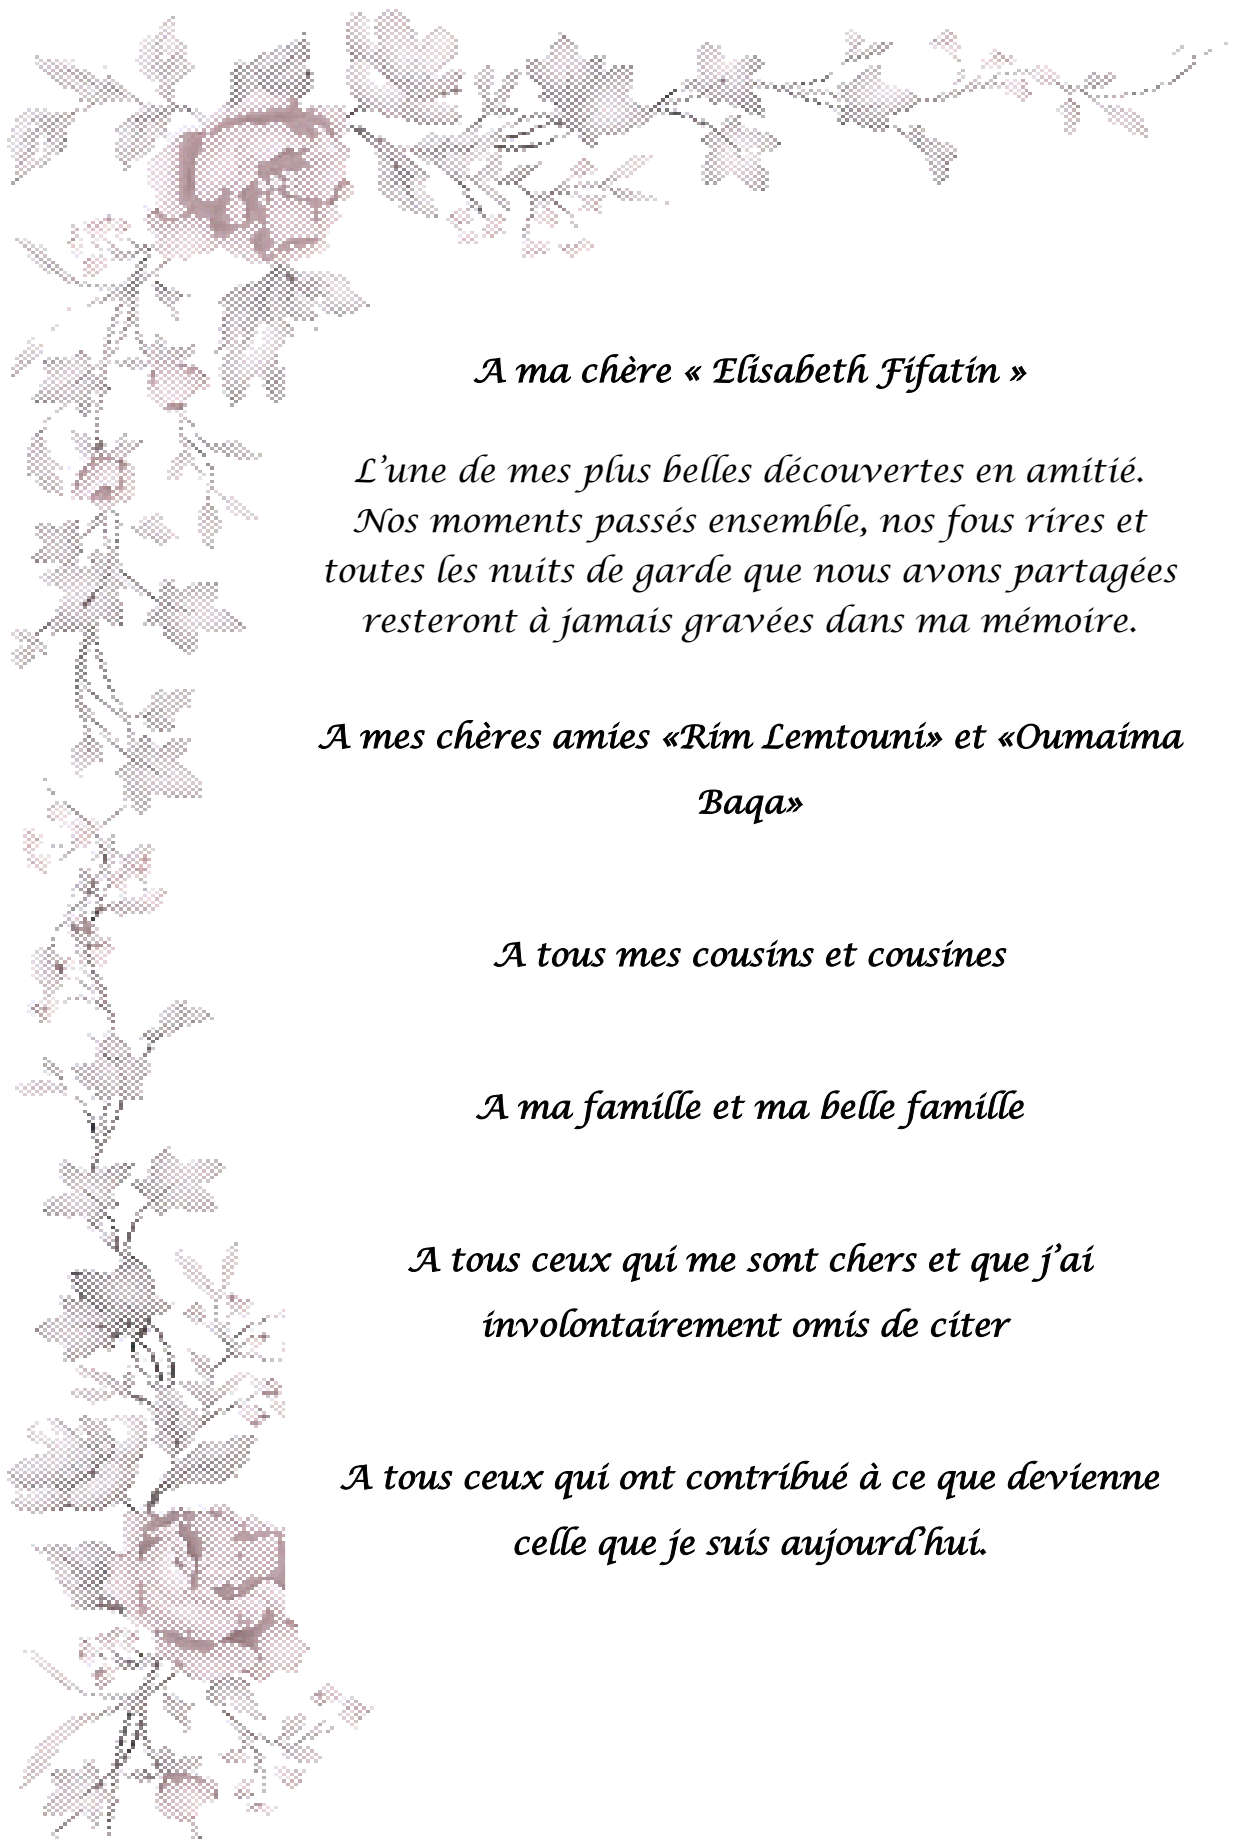 A ma chère « Elisabeth Fifatin »
L’une de mes plus belles découvertes en amitié.
Nos moments passés ensemble, nos fous rires et
toutes les nuits de garde que nous avons partagées
resteront à jamais gravées dans ma mémoire.
A mes chères amies «Rim Lemtouni» et «Oumaima
Baqa»
A tous mes cousins et cousines
A ma famille et ma belle famille
A tous ceux qui me sont chers et que j’ai
involontairement omis de citer
A tous ceux qui ont contribué à ce que devienne
celle que je suis aujourd’hui.